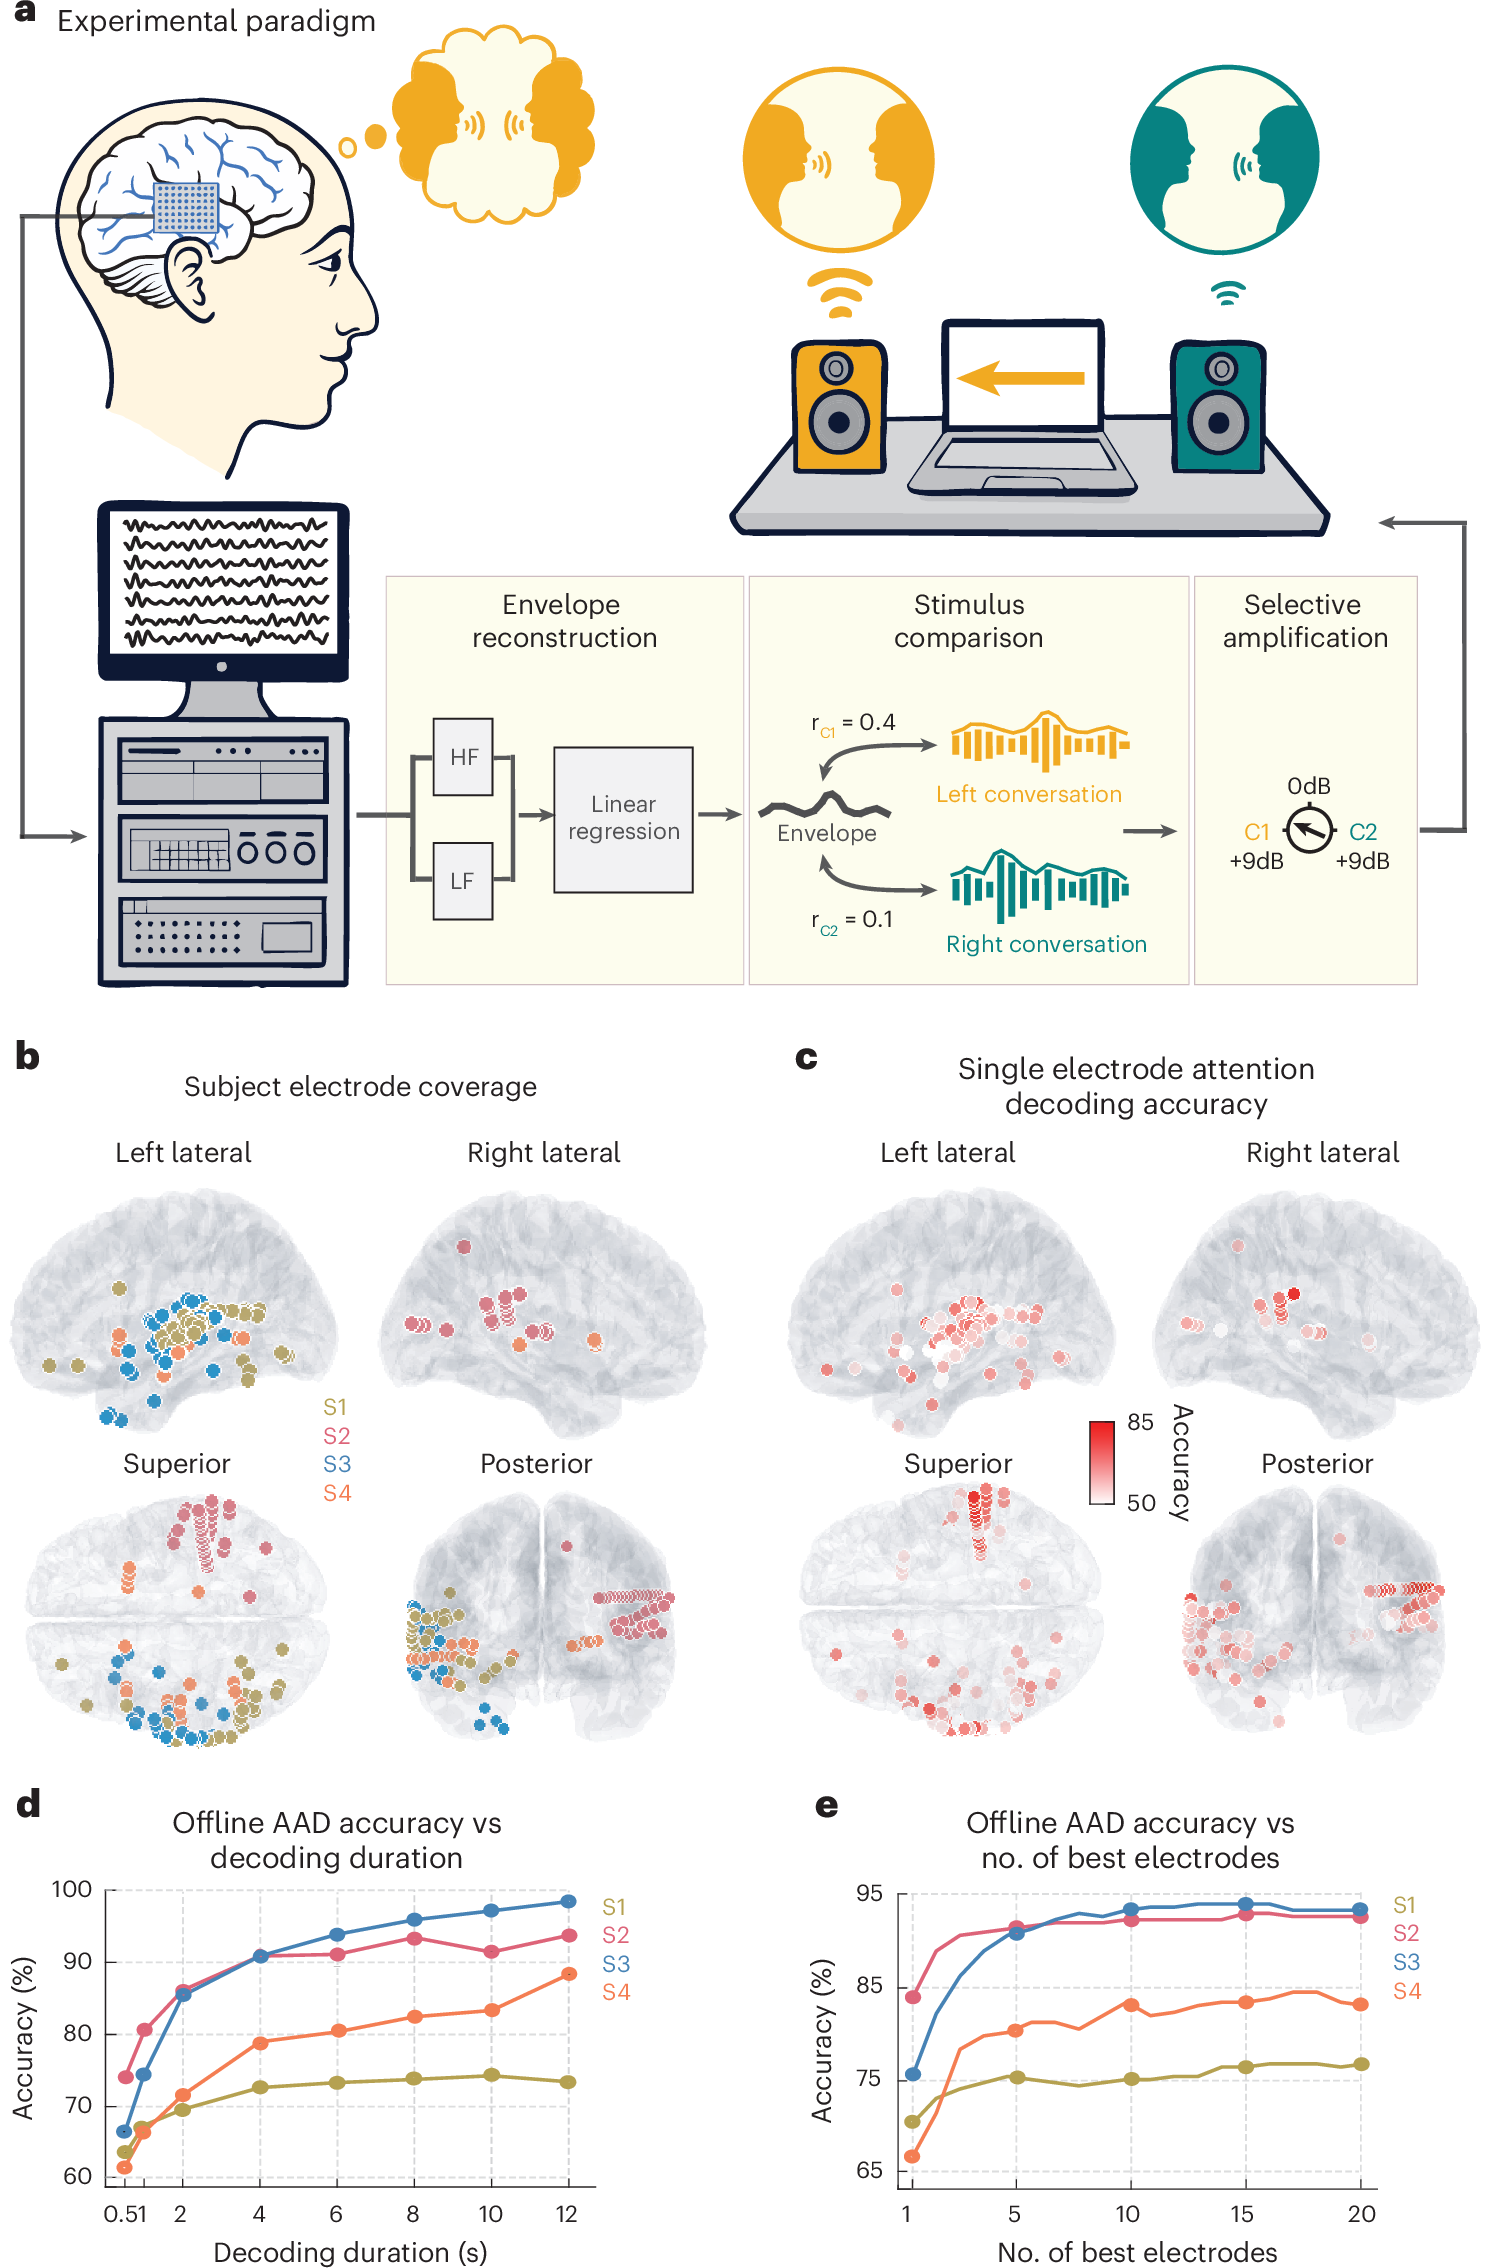 a
Experimental paradigm
Envelope
reconstruction
HF
LF
Linear
regression
Stimulus
comparison
rC1 = 0.4
Left conversation
Envelope
rC2 = 0.1
Right conversation
Selective
amplification
0dB
C1
C2
+9dB
+9dB
b
Subject electrode coverage
Left lateral
Right lateral
S1
S2
S3
S4
Superior
Posterior
c
Single electrode attention
decoding accuracy
Left lateral
Right lateral
85
50
Accuracy
Superior
Posterior
d
Offline AAD accuracy vs
decoding duration
100
90
80
70
60
Accuracy (%)
0.5 1 2 4 6 8 10 12
Decoding duration (s)
S1
S2
S3
S4
e
Offline AAD accuracy vs
no. of best electrodes
95
85
75
65
Accuracy (%)
1 5 10 15 20
No. of best electrodes
S1
S2
S3
S4